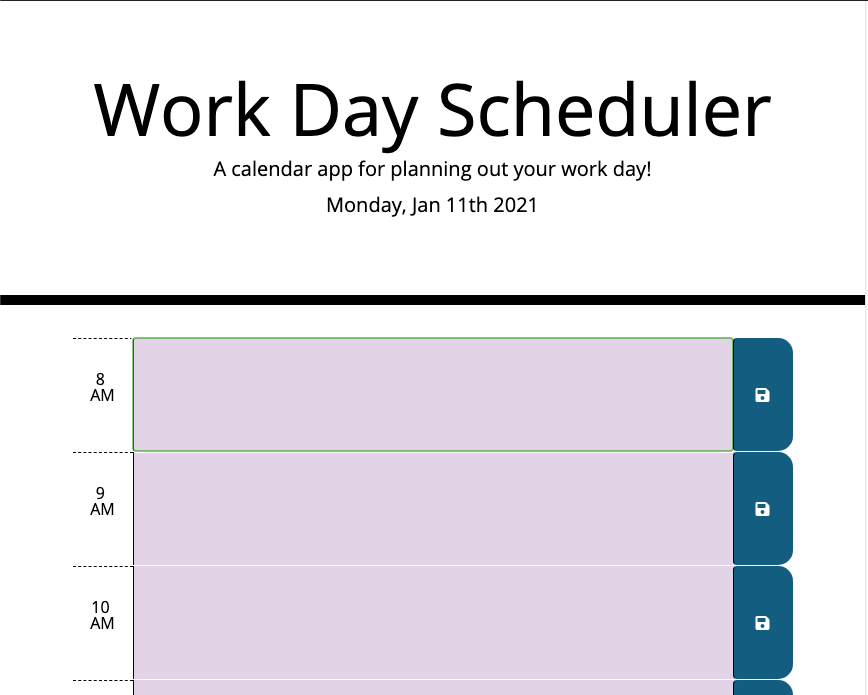 Work Day Scheduler
A calendar app for planning out your work day!
Monday, Jan 11th 2021
8
AM
9
AM
10
AM